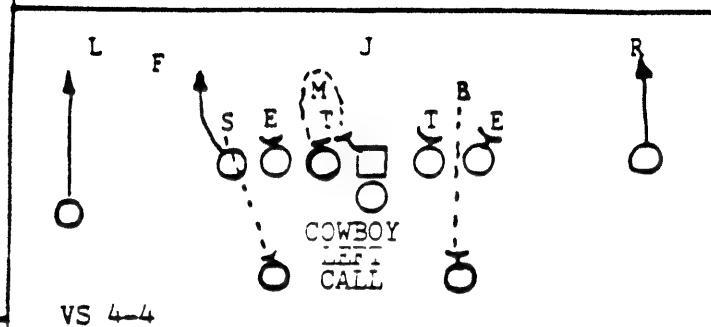 L J R
F
M B
S E T T E
COWBOY
LEFT
CALL
VS 4-4